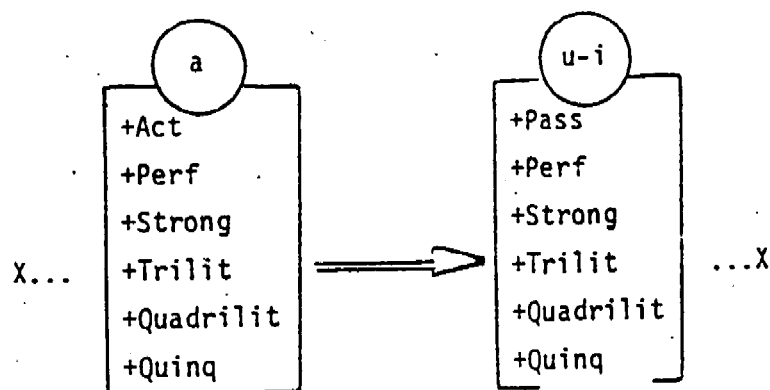 a
+Act
+Perf
+Strong
+Trilit
+Quadrilit
+Quinq
X...
u-i
+Pass
+Perf
+Strong
+Trilit
+Quadrilit
+Quinq
...X